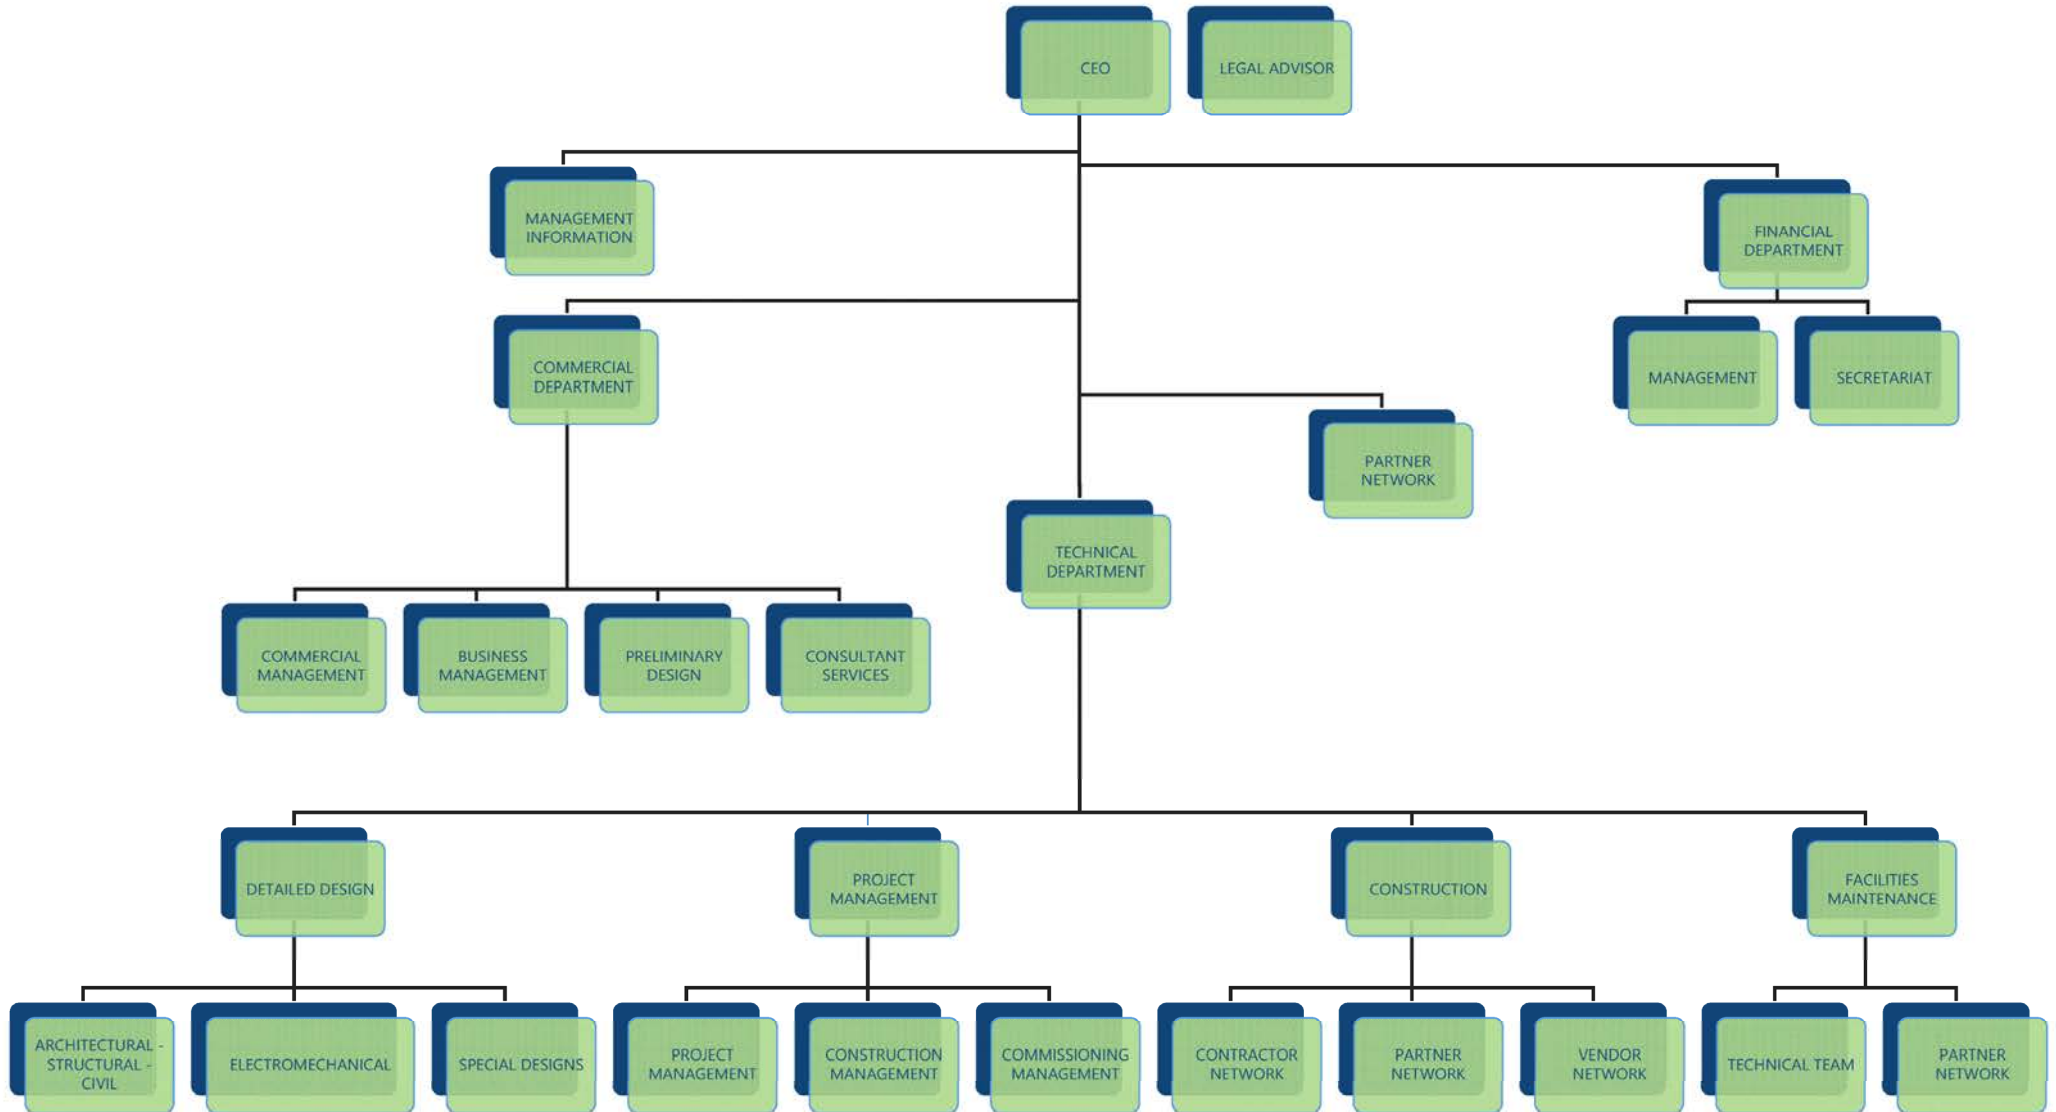 CEO
LEGAL ADVISOR
MANAGEMENT
INFORMATION
FINANCIAL
DEPARTMENT
COMMERCIAL
DEPARTMENT
MANAGEMENT
SECRETARIAT
PARTNER
NETWORK
TECHNICAL
DEPARTMENT
COMMERCIAL
MANAGEMENT
BUSINESS
MANAGEMENT
PRELIMINARY
DESIGN
CONSULTANT
SERVICES
DETAILED DESIGN
PROJECT
MANAGEMENT
CONSTRUCTION
FACILITIES
MAINTENANCE
ARCHITECTURAL -
STRUCTURAL -
CIVIL
ELECTROMECHANICAL
SPECIAL DESIGNS
PROJECT
MANAGEMENT
CONSTRUCTION
MANAGEMENT
COMMISSIONING
MANAGEMENT
CONTRACTOR
NETWORK
PARTNER
NETWORK
VENDOR
NETWORK
TECHNICAL TEAM
PARTNER
NETWORK